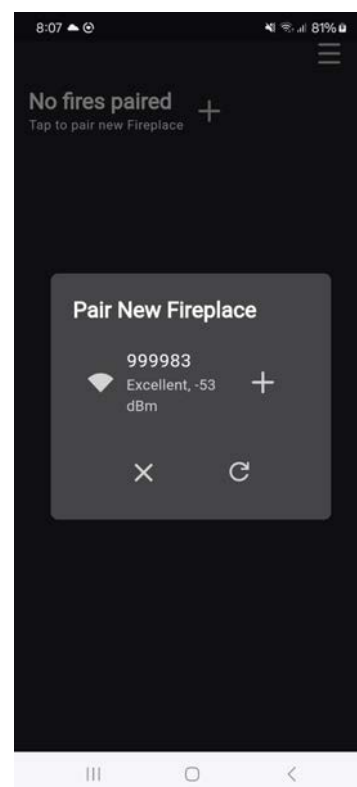 8:07
81%
No fires paired
Tap to pair new Fireplace
Pair New Fireplace
999983
Excellent, -53
dBm